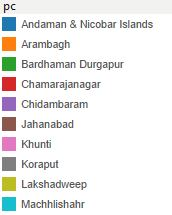 pc
Andaman & Nicobar Islands
Arambagh
Bardhaman Durgapur
Chamarajanagar
Chidambaram
Jahanabad
Khunti
Koraput
Lakshadweep
Machhlishahr